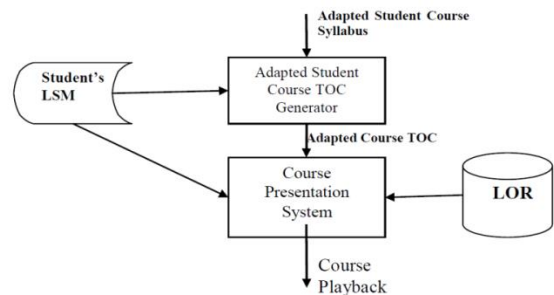 Adapted Student Course
Syllabus
Student's
LSM
Adapted Student
Course TOC
Generator
Adapted Course TOC
Course
Presentation
System
LOR
Course
Playback